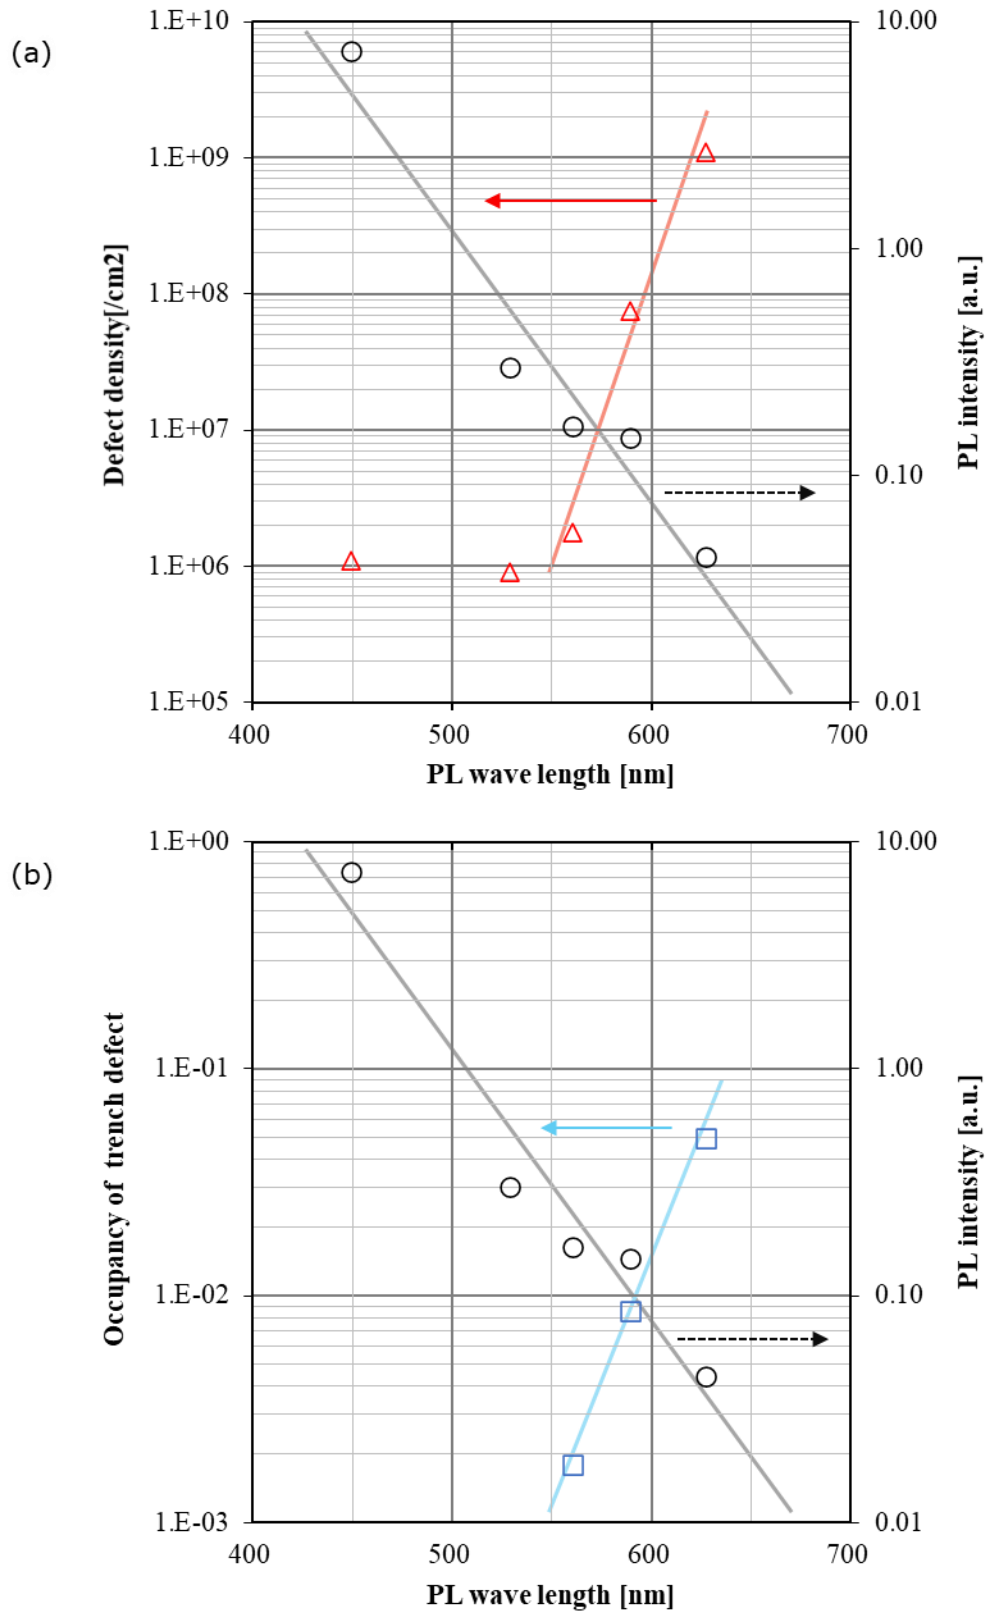 (a)
1.E+10
1.E+09
1.E+08
1.E+07
1.E+06
1.E+05
Defect density[/cm2]
10.00
1.00
0.10
0.01
PL intensity [a.u.]
400 500 600 700
PL wave length [nm]
(b)
1.E+00
1.E-01
1.E-02
1.E-03
Occupancy of trench defect
10.00
1.00
0.10
0.01
PL intensity [a.u.]
400 500 600 700
PL wave length [nm]